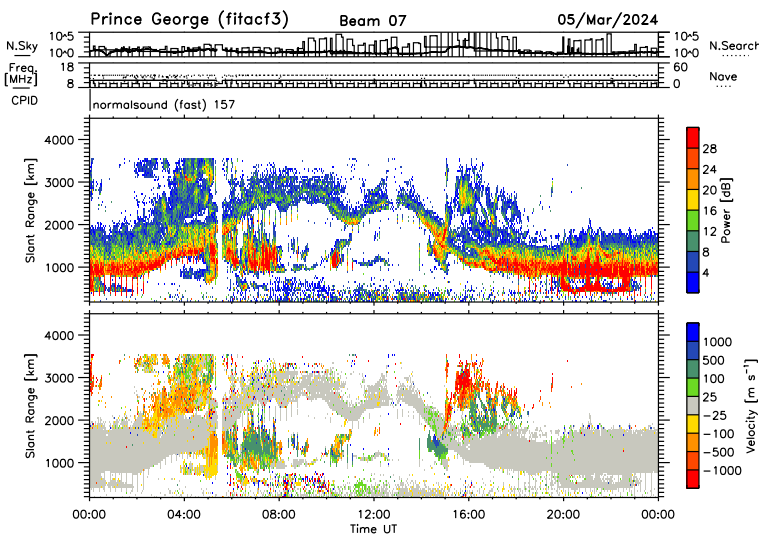 Prince George (fitacf3) Beam 07 05/Mar/2024
N.Sky 10^5 10^0 10^5 10^0 N.Search
Freq [MHz] 18 8 60 0 Nave
CPID normalsound (fast) 157
Slant Range [km] 4000 3000 2000 1000
Power [dB] 28 24 20 16 12 8 4
Slant Range [km] 4000 3000 2000 1000
Velocity [m s⁻¹] 1000 500 100 25 −25 −100 −500 −1000
00:00 04:00 08:00 12:00 16:00 20:00 00:00
Time UT